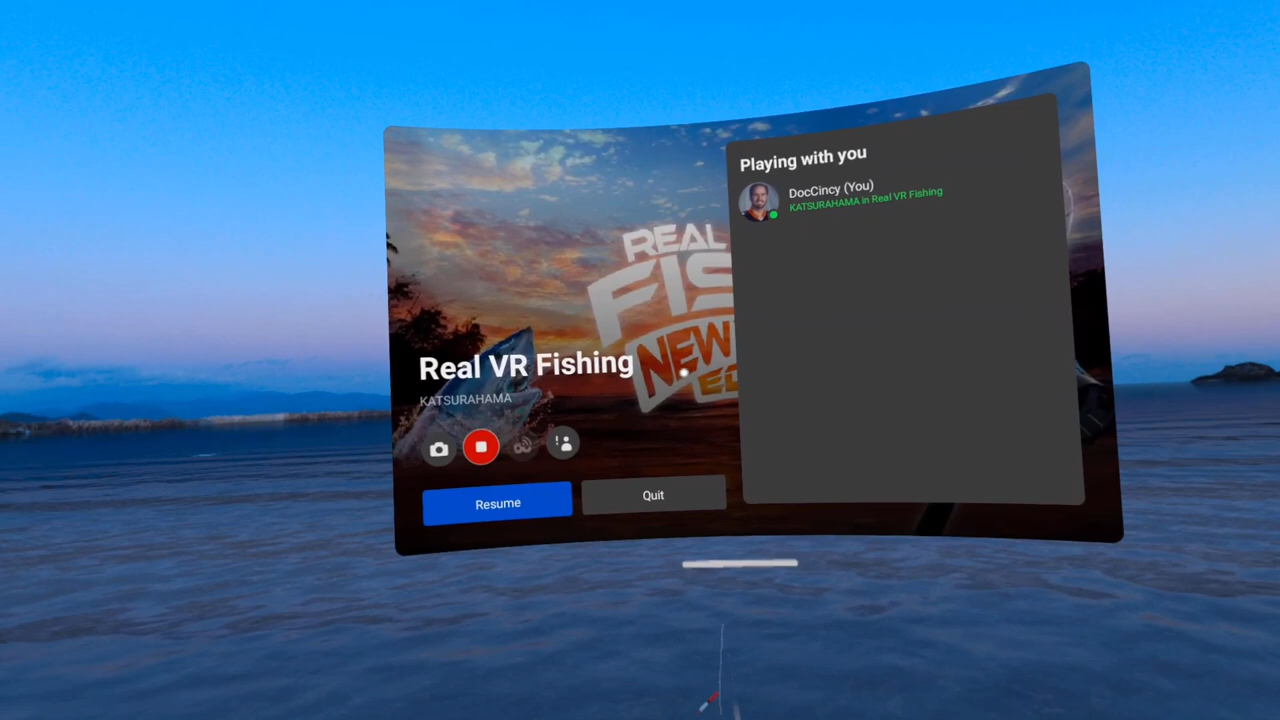 Playing with you
DocCincy (You)
KATSURAHAMA in Real VR Fishing
REAL
FIS
NEW
Real VR Fishing
KATSURAHAMA
Resume
Quit